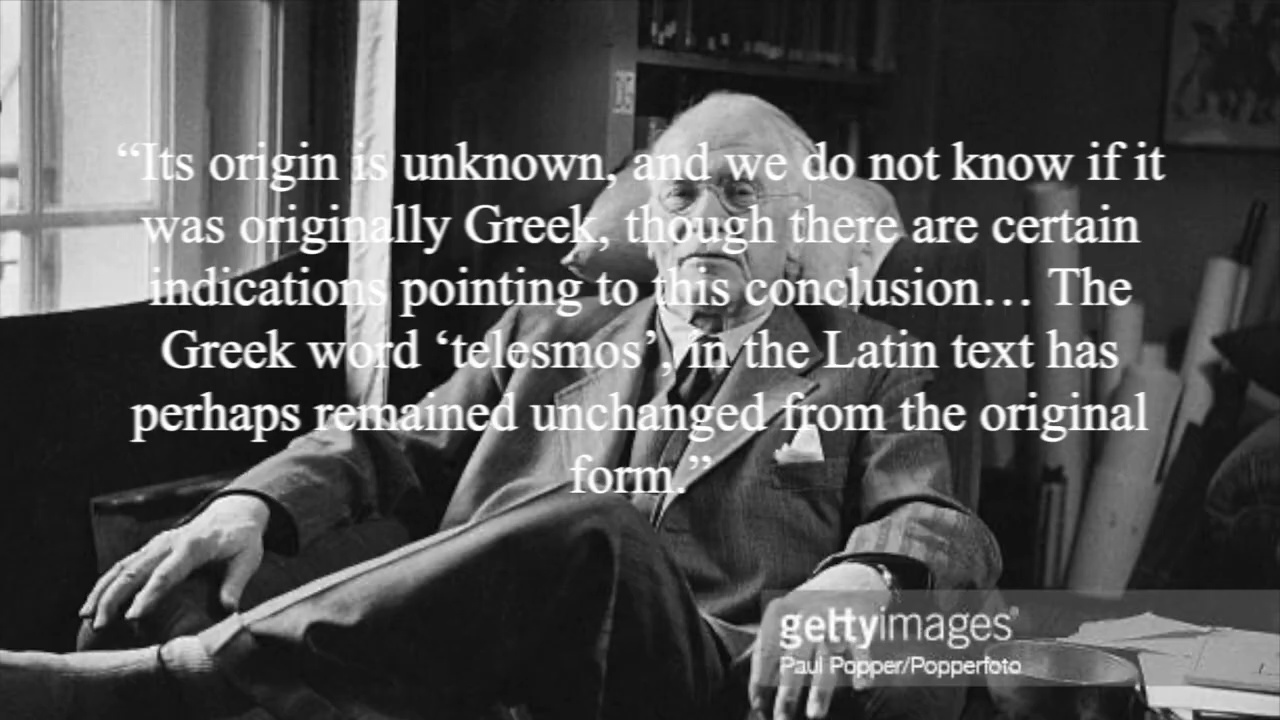 “Its origin is unknown, and we do not know if it
was originally Greek, though there are certain
indications pointing to this conclusion… The
Greek word ‘telesmos’, in the Latin text has
perhaps remained unchanged from the original
form.”
gettyimages®
Paul Popper/Popperfoto